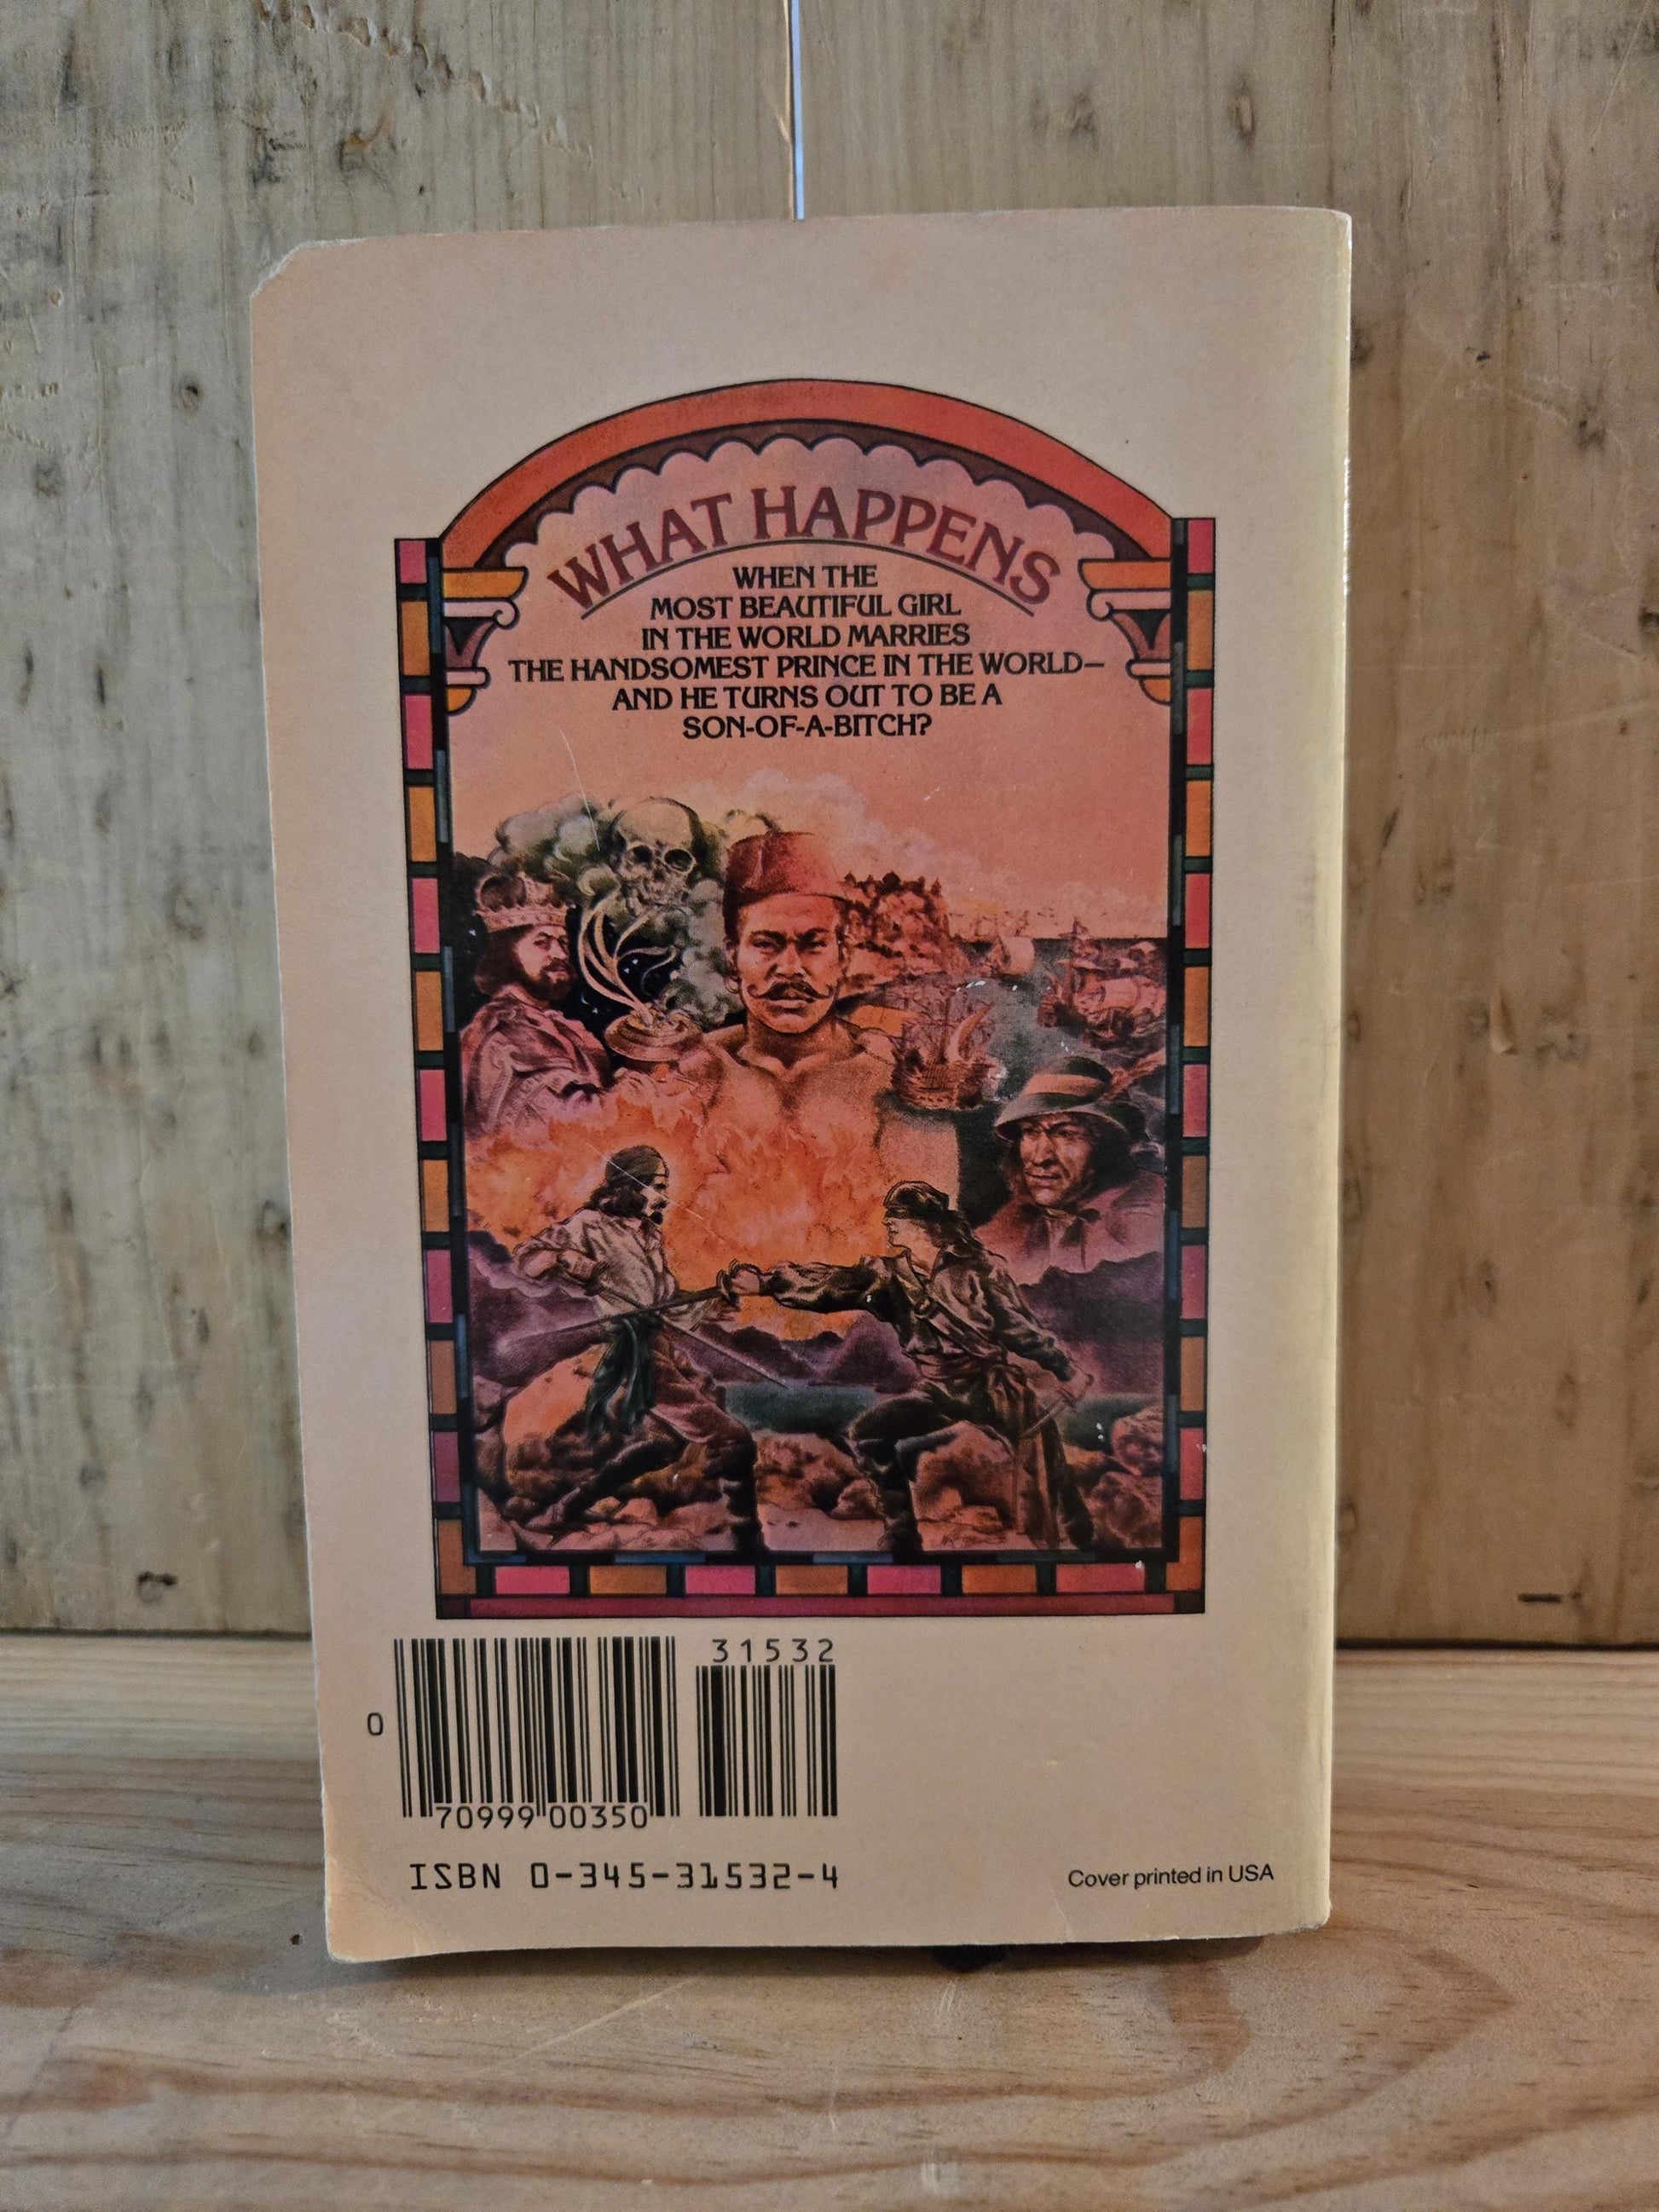 WHAT HAPPENS
WHEN THE
MOST BEAUTIFUL GIRL
IN THE WORLD MARRIES
THE HANDSOMEST PRINCE IN THE WORLD—
AND HE TURNS OUT TO BE A
SON-OF-A-BITCH?
31532
0
70999 00350
ISBN 0-345-31532-4
Cover printed in USA